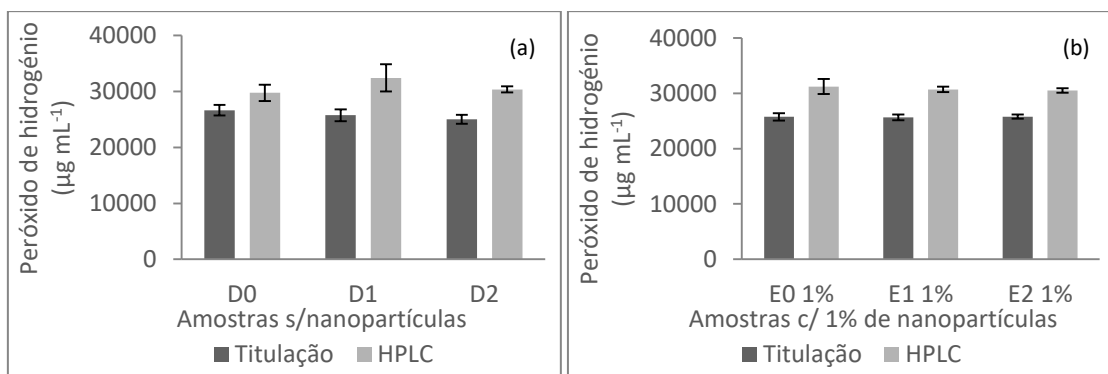 (a)
Peróxido de hidrogénio
(µg mL⁻¹)
40000
30000
20000
10000
0
D0 D1 D2
Amostras s/nanopartículas
Titulação HPLC
(b)
Peróxido de hidrogénio
(µg mL⁻¹)
40000
30000
20000
10000
0
E0 1% E1 1% E2 1%
Amostras c/ 1% de nanopartículas
Titulação HPLC